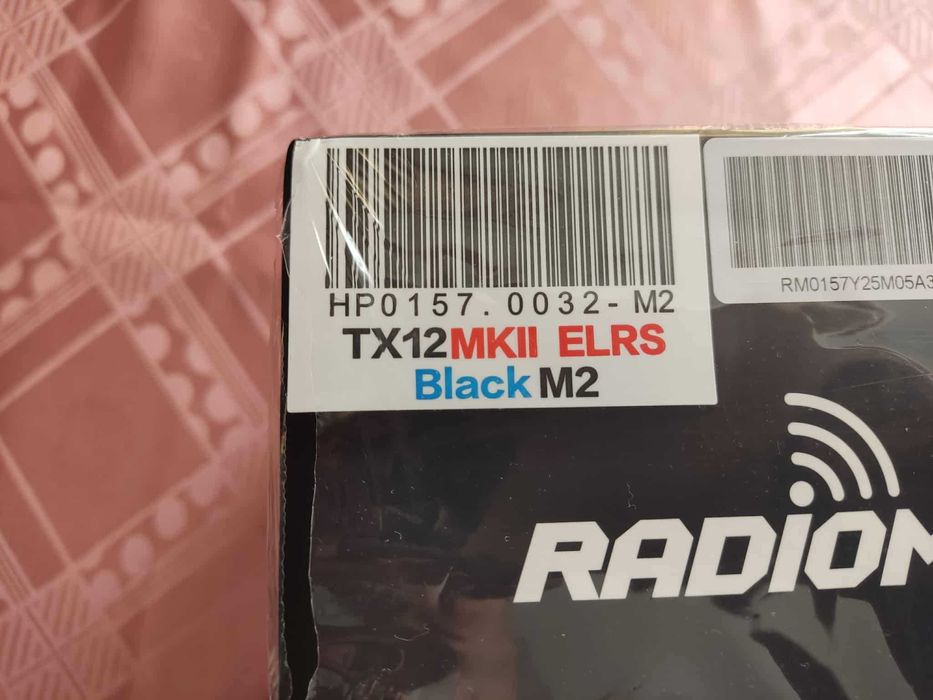 HP0157.0032-M2
TX12MKII ELRS
Black M2
RM0157Y25M05A3
RADIOM